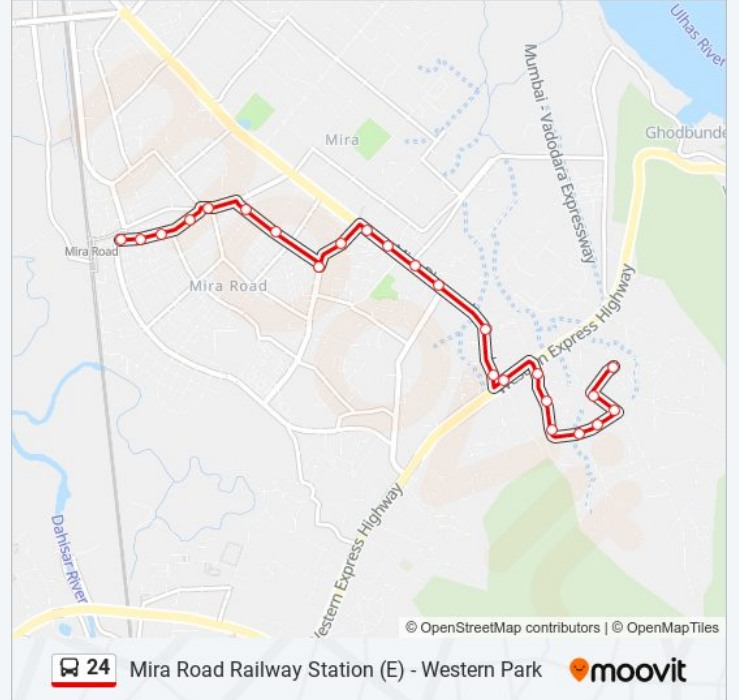 Ulhas River
Mumbai - Vadodara Expressway
Ghodbunde
Mira
Mira Road
Mira Road
Western Express Highway
Western Express Highway
Dahisar River
© OpenStreetMap contributors | © OpenMapTiles
24 Mira Road Railway Station (E) - Western Park moovit